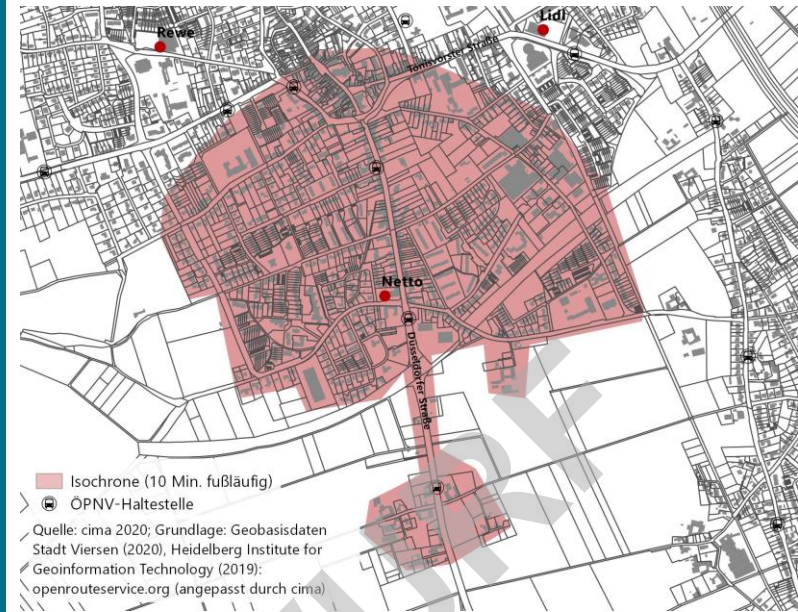 Rewe
Lidl
Tönisvorster Straße
Netto
Düsseldorfer Straße
Isochrone (10 Min. fußläufig)
ÖPNV-Haltestelle
Quelle: cima 2020; Grundlage: Geobasisdaten
Stadt Viersen (2020), Heidelberg Institute for
Geoinformation Technology (2019):
openrouteservice.org (angepasst durch cima)